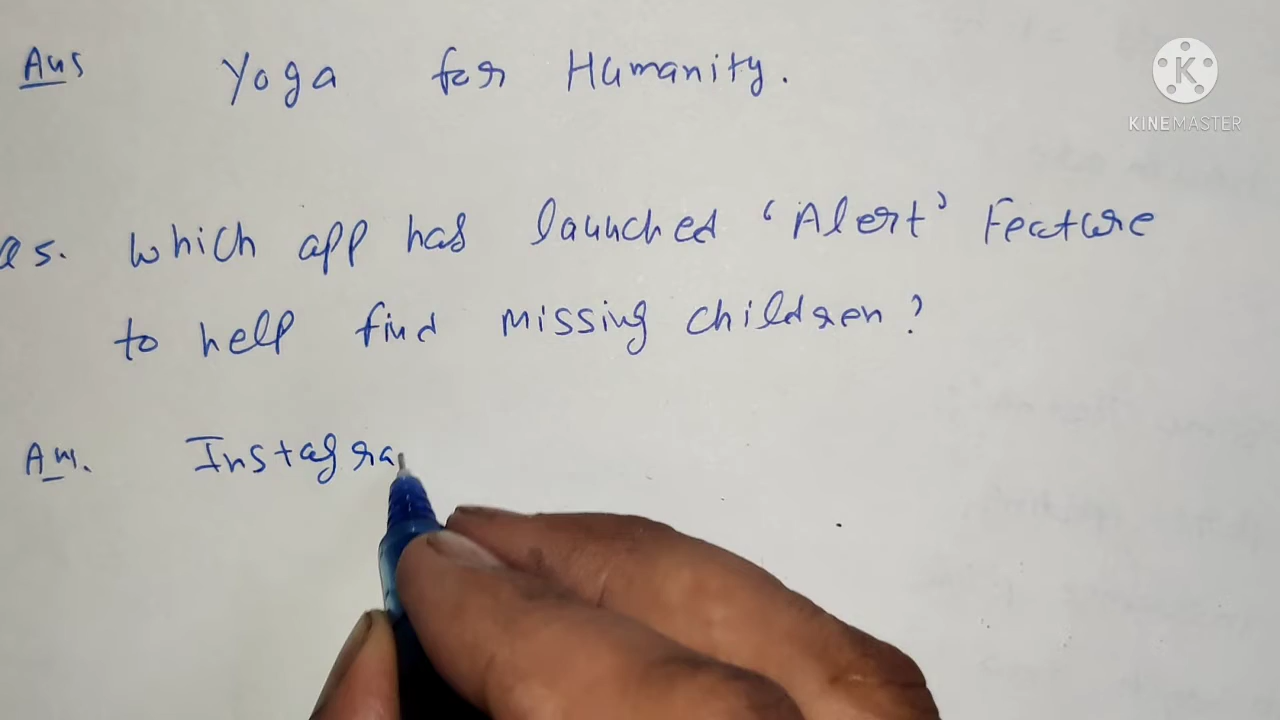 Ans Yoga for Humanity.
KINEMASTER
Q5. Which app has launched 'Alert' Feature
to help find missing children?
Ans. Instagra